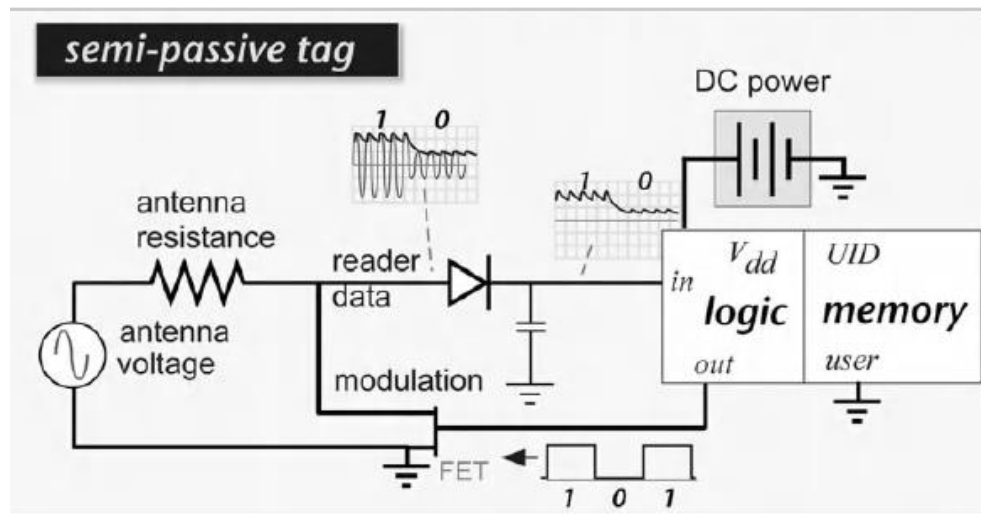 semi-passive tag
DC power
1 0
1 0
antenna
resistance
reader
data
in
Vdd
UID
logic
memory
antenna
voltage
out
user
modulation
FET
1 0 1